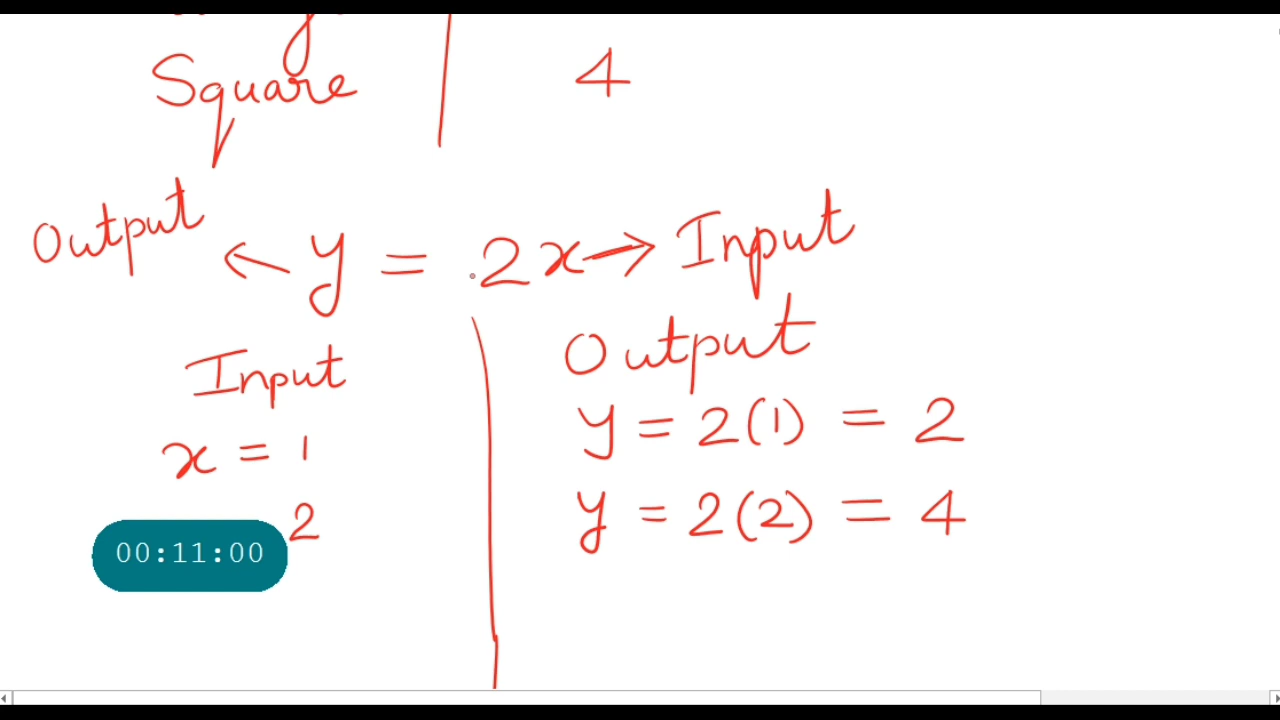 Square 4
Output ← y = 2x → Input
Input Output
x = 1 y = 2(1) = 2
2 y = 2(2) = 4
00:11:00